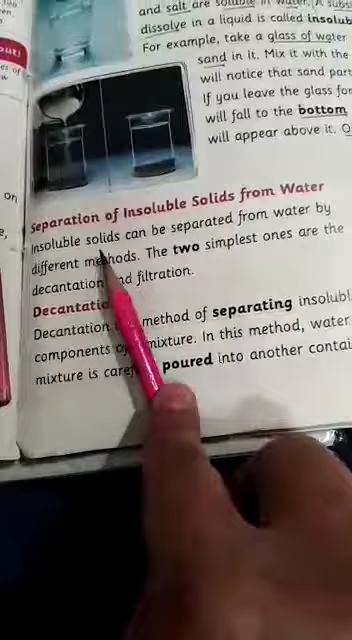 and salt are soluble in water. A
dissolve in a liquid is called insolub
For example, take a glass of water
sand in it. Mix it with the
will notice that sand part
If you leave the glass for
will fall to the bottom
will appear above it.
Separation of Insoluble Solids from Water
Insoluble solids can be separated from water by
different methods. The two simplest ones are the
decantation and filtration.
Decantatio
Decantation method of separating insolubl
components of mixture. In this method, water
mixture is caref poured into another contai